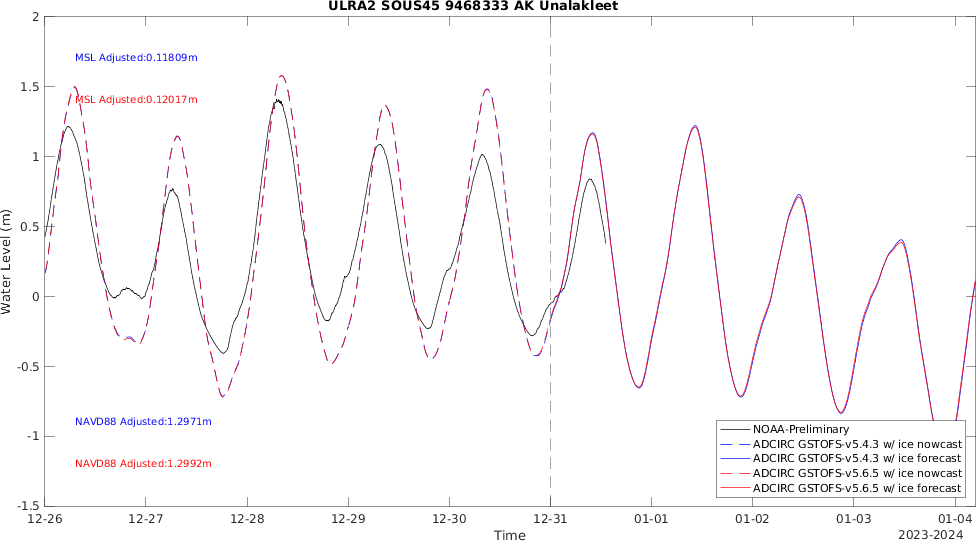 ULRA2 SOUS45 9468333 AK Unalakleet
2
1.5
1
0.5
0
-0.5
-1
-1.5
Water Level (m)
MSL Adjusted:0.11809m
MSL Adjusted:0.12017m
NAVD88 Adjusted:1.2971m
NAVD88 Adjusted:1.2992m
NOAA-Preliminary
ADCIRC GSTOFS-v5.4.3 w/ ice nowcast
ADCIRC GSTOFS-v5.4.3 w/ ice forecast
ADCIRC GSTOFS-v5.6.5 w/ ice nowcast
ADCIRC GSTOFS-v5.6.5 w/ ice forecast
12-26 12-27 12-28 12-29 12-30 12-31 01-01 01-02 01-03 01-04
Time
2023-2024